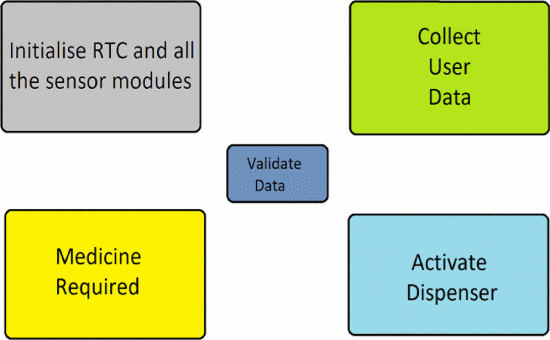 Initialise RTC and all
the sensor modules
Collect
User
Data
Validate
Data
Medicine
Required
Activate
Dispenser